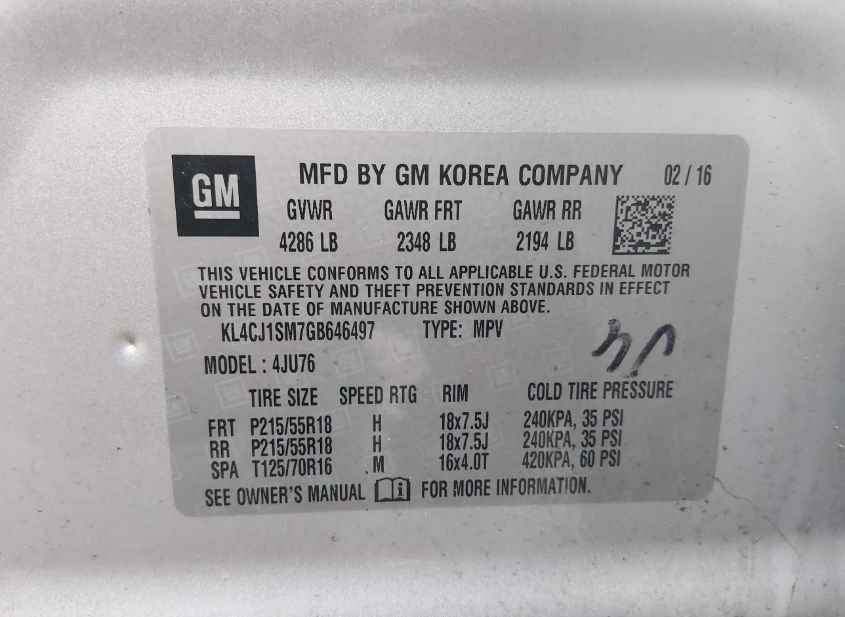 GM
MFD BY GM KOREA COMPANY 02 / 16
GVWR GAWR FRT GAWR RR
4286 LB 2348 LB 2194 LB
THIS VEHICLE CONFORMS TO ALL APPLICABLE U.S. FEDERAL MOTOR
VEHICLE SAFETY AND THEFT PREVENTION STANDARDS IN EFFECT
ON THE DATE OF MANUFACTURE SHOWN ABOVE.
KL4CJ1SM7GB646497 TYPE: MPV
MODEL : 4JU76
TIRE SIZE SPEED RTG RIM COLD TIRE PRESSURE
FRT P215/55R18 H 18x7.5J 240KPA, 35 PSI
RR P215/55R18 H 18x7.5J 240KPA, 35 PSI
SPA T125/70R16 M 16x4.0T 420KPA, 60 PSI
SEE OWNER'S MANUAL FOR MORE INFORMATION.